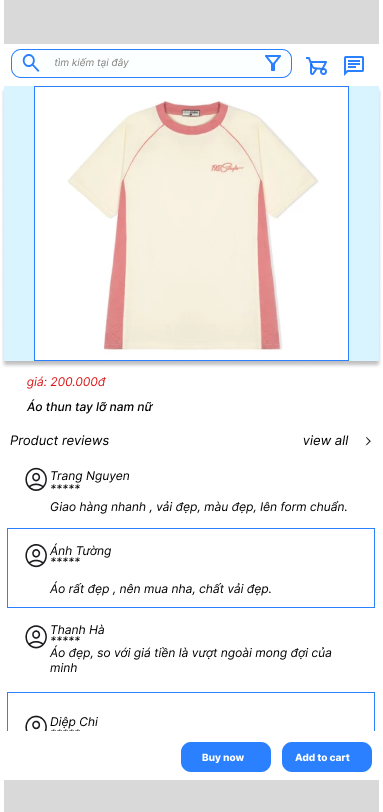 tìm kiếm tại đây
giá: 200.000đ
Áo thun tay lỡ nam nữ
Product reviews
view all >
Trang Nguyen
*****
Giao hàng nhanh , vải đẹp, màu đẹp, lên form chuẩn.
Ánh Tường
*****
Áo rất đẹp , nên mua nha, chất vải đẹp.
Thanh Hà
*****
Áo đẹp, so với giá tiền là vượt ngoài mong đợi của
minh
Diệp Chi
*****
Buy now
Add to cart